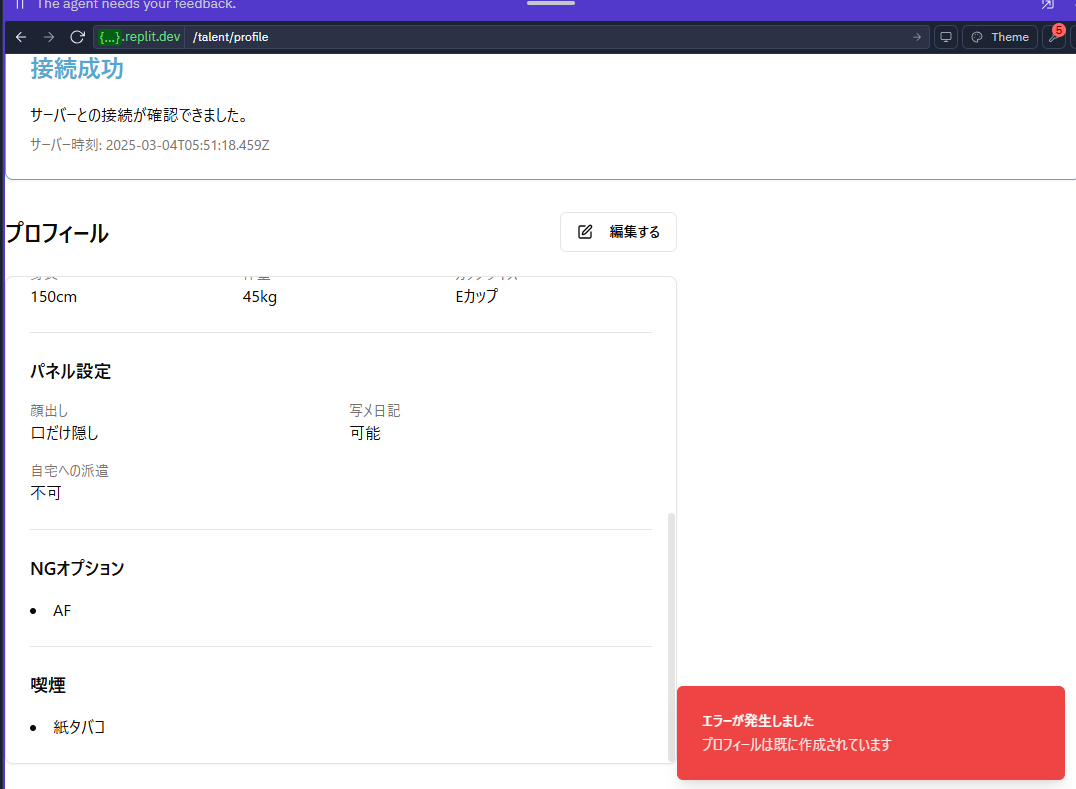 The agent needs your feedback.
{...}.replit.dev /talent/profile
Theme
5
接続成功
サーバーとの接続が確認できました。
サーバー時刻: 2025-03-04T05:51:18.459Z
プロフィール
編集する
150cm 45kg Eカップ
パネル設定
顔出し 写メ日記
口だけ隠し 可能
自宅への派遣
不可
NGオプション
AF
喫煙
紙タバコ
エラーが発生しました
プロフィールは既に作成されています